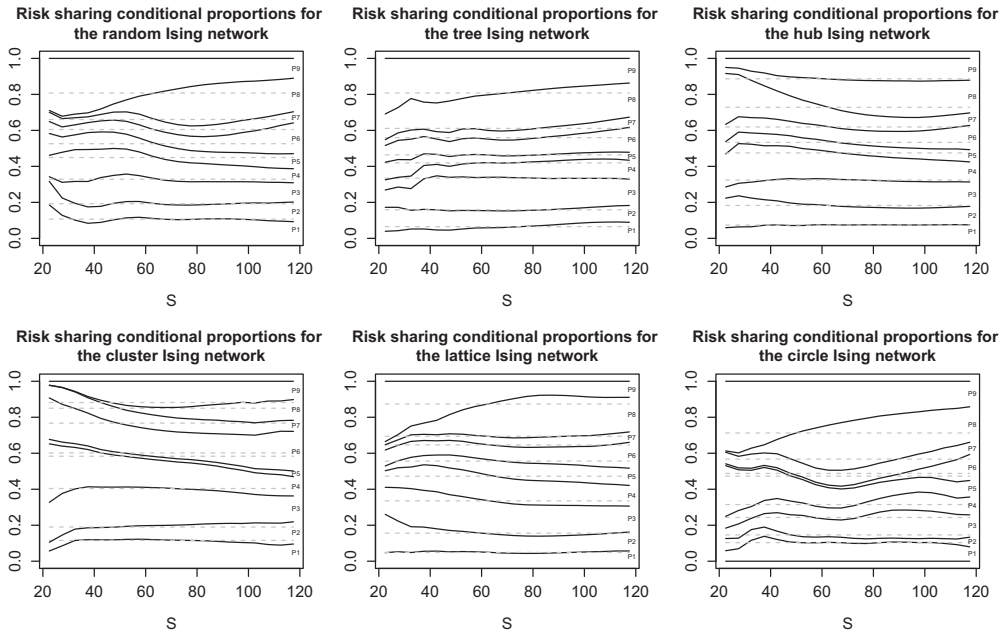 Risk sharing conditional proportions for
the random Ising network
0.0 0.2 0.4 0.6 0.8 1.0
P9
P8
P7
P6
P5
P4
P3
P2
P1
20 40 60 80 100 120
S
Risk sharing conditional proportions for
the tree Ising network
0.0 0.2 0.4 0.6 0.8 1.0
P9
P8
P7
P6
P5
P4
P3
P2
P1
20 40 60 80 100 120
S
Risk sharing conditional proportions for
the hub Ising network
0.0 0.2 0.4 0.6 0.8 1.0
P9
P8
P7
P6
P5
P4
P3
P2
P1
20 40 60 80 100 120
S
Risk sharing conditional proportions for
the cluster Ising network
0.0 0.2 0.4 0.6 0.8 1.0
P9
P8
P7
P6
P5
P4
P3
P2
P1
20 40 60 80 100 120
S
Risk sharing conditional proportions for
the lattice Ising network
0.0 0.2 0.4 0.6 0.8 1.0
P9
P8
P7
P6
P5
P4
P3
P2
P1
20 40 60 80 100 120
S
Risk sharing conditional proportions for
the circle Ising network
0.0 0.2 0.4 0.6 0.8 1.0
P9
P8
P7
P6
P5
P4
P3
P2
P1
20 40 60 80 100 120
S